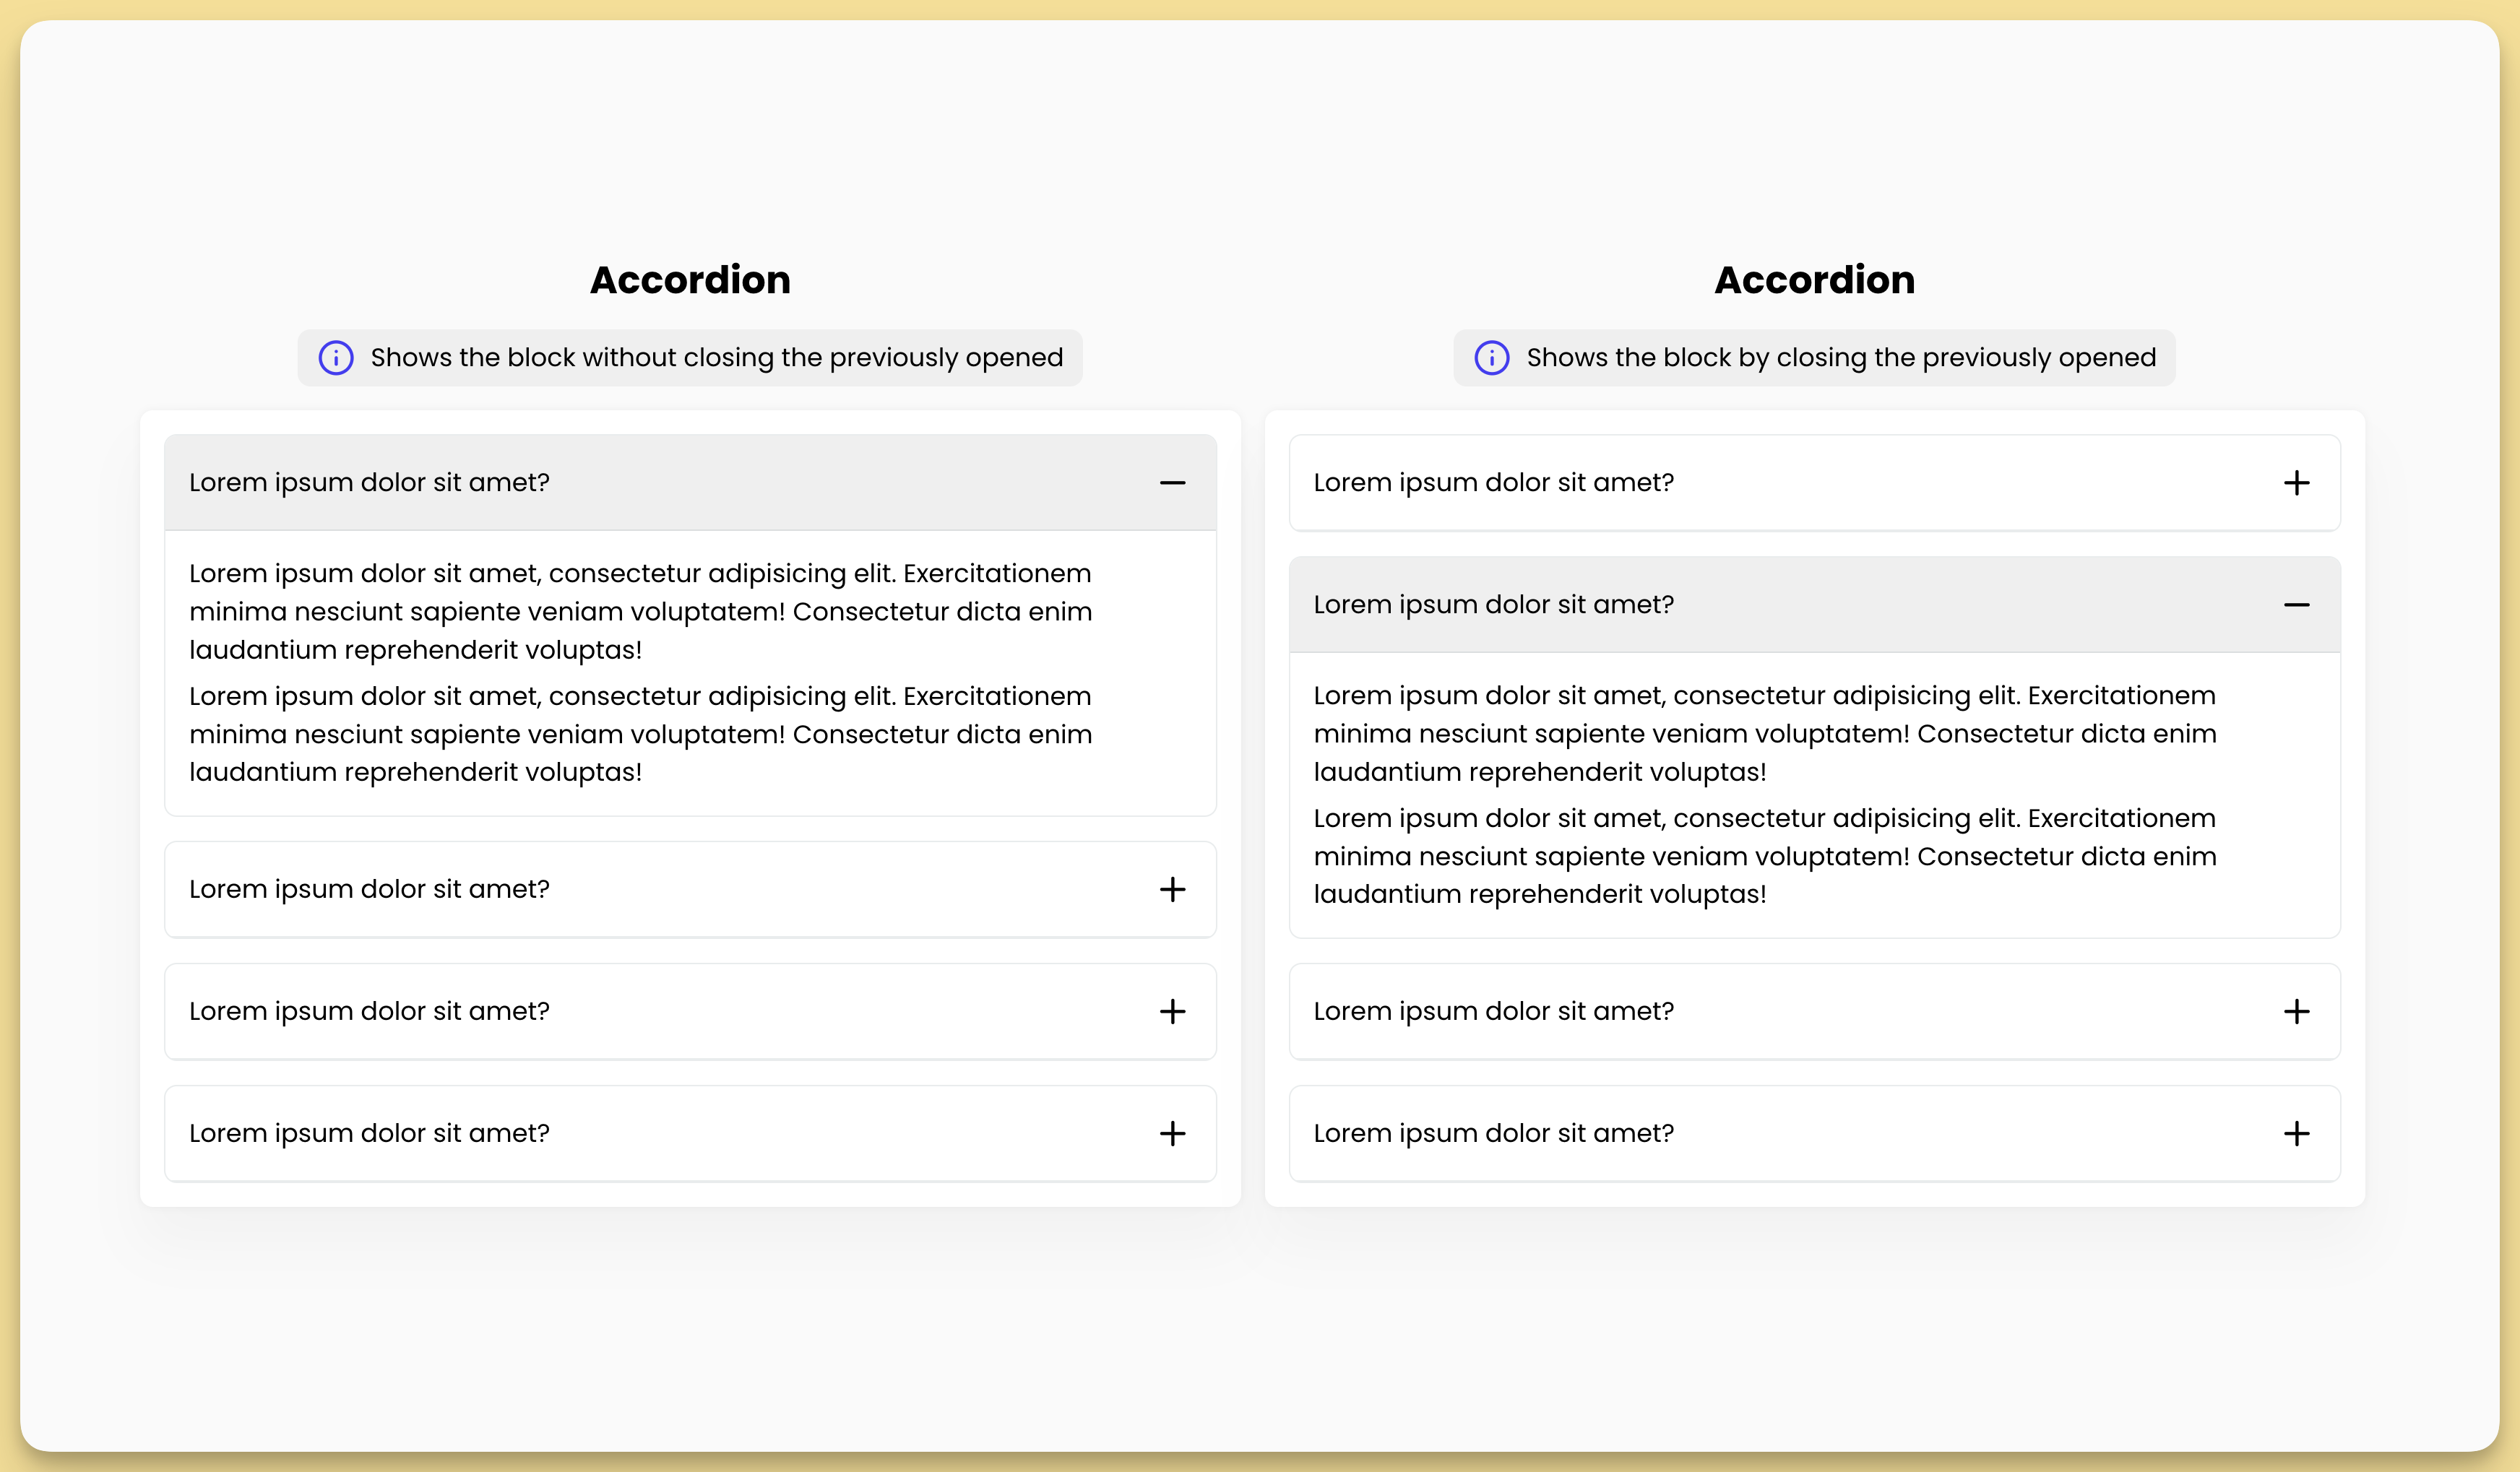 Accordion
Shows the block without closing the previously opened
Lorem ipsum dolor sit amet?
Lorem ipsum dolor sit amet, consectetur adipisicing elit. Exercitationem
minima nesciunt sapiente veniam voluptatem! Consectetur dicta enim
laudantium reprehenderit voluptas!
Lorem ipsum dolor sit amet, consectetur adipisicing elit. Exercitationem
minima nesciunt sapiente veniam voluptatem! Consectetur dicta enim
laudantium reprehenderit voluptas!
Lorem ipsum dolor sit amet?
Lorem ipsum dolor sit amet?
Lorem ipsum dolor sit amet?
Accordion
Shows the block by closing the previously opened
Lorem ipsum dolor sit amet?
Lorem ipsum dolor sit amet?
Lorem ipsum dolor sit amet, consectetur adipisicing elit. Exercitationem
minima nesciunt sapiente veniam voluptatem! Consectetur dicta enim
laudantium reprehenderit voluptas!
Lorem ipsum dolor sit amet, consectetur adipisicing elit. Exercitationem
minima nesciunt sapiente veniam voluptatem! Consectetur dicta enim
laudantium reprehenderit voluptas!
Lorem ipsum dolor sit amet?
Lorem ipsum dolor sit amet?